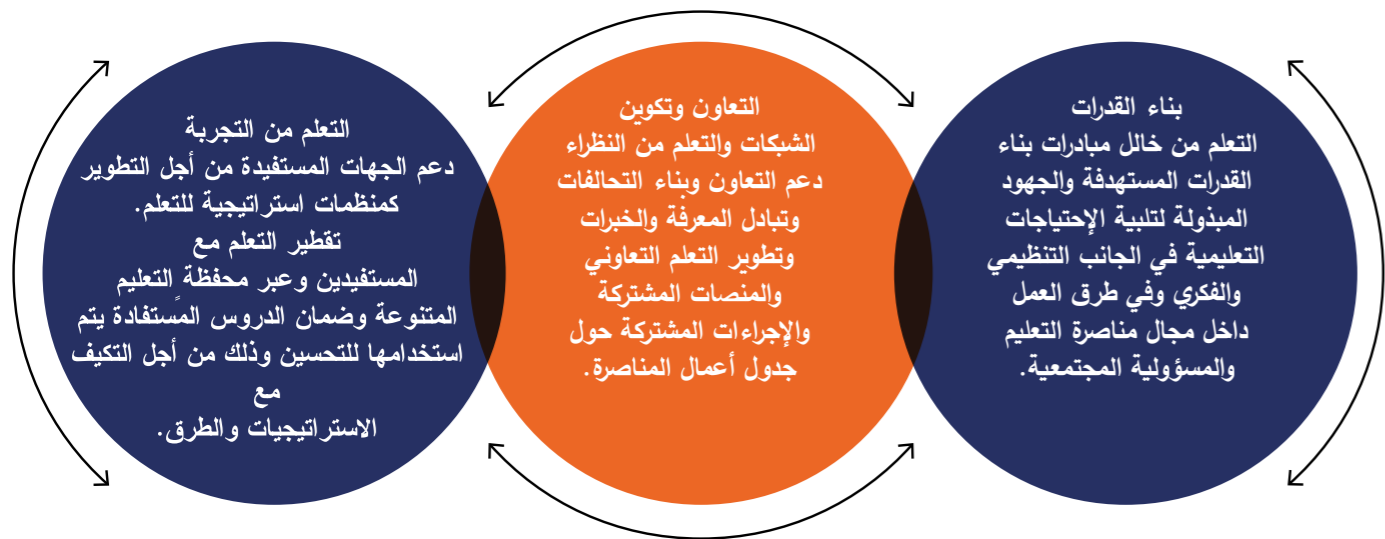 بناء القدرات
التعلم من خالل مبادرات بناء
القدرات المستهدفة والجهود
المبذولة لتلبية الإحتياجات
التعليمية في الجانب التنظيمي
والفكري وفي طرق العمل
داخل مجال مناصرة التعليم
والمسؤولية المجتمعية.
التعاون وتكوين
الشبكات والتعلم من النظراء
دعم التعاون وبناء التحالفات
وتبادل المعرفة والخبرات
وتطوير التعلم التعاوني
والمنصات المشتركة
والإجراءات المشتركة حول
جدول أعمال المناصرة.
التعلم من التجربة
دعم الجهات المستفيدة من أجل التطوير
كمنظمات استراتيجية للتعلم.
تقطير التعلم مع
المستفيدين وعبر محفظة التعليم
المتنوعة وضمان الدروس المًستفادة يتم
استخدامها للتحسين وذلك من أجل التكيف
مع
الاستراتيجيات والطرق.